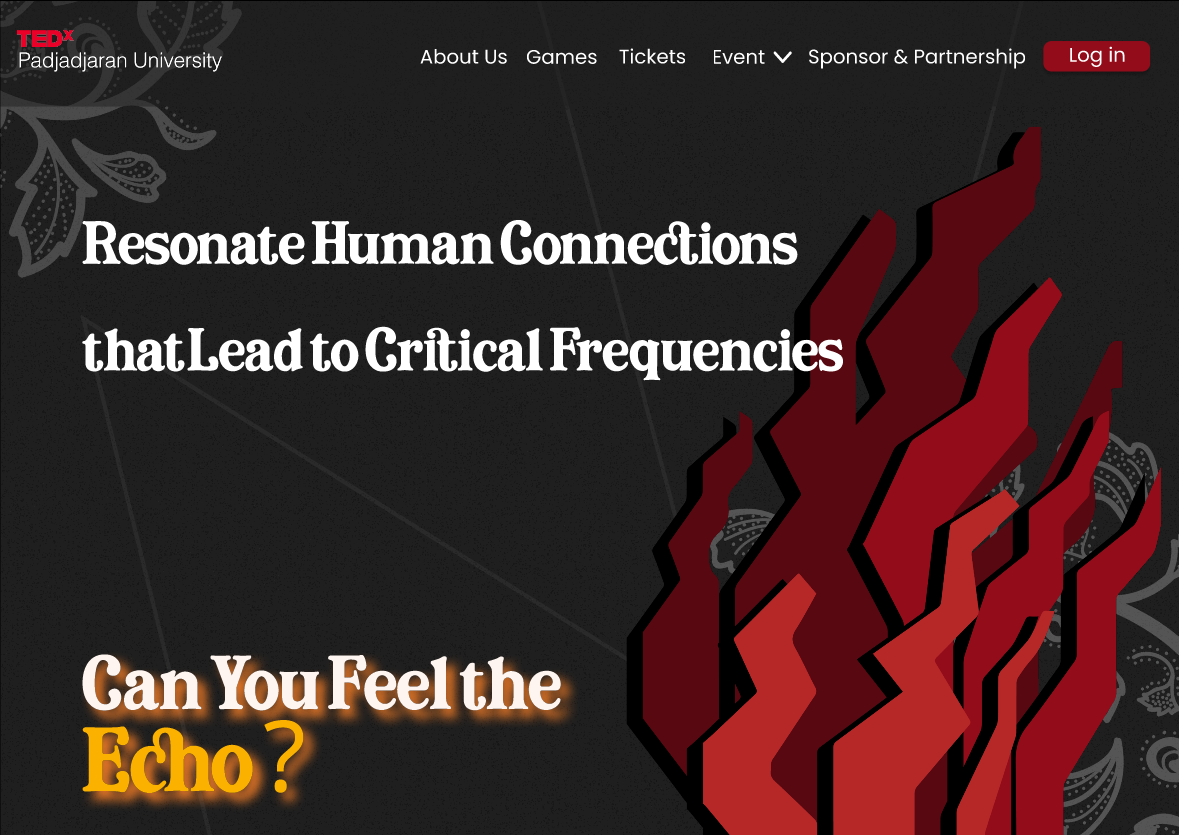 TEDx
Padjadjaran University
About Us Games Tickets Event Sponsor & Partnership Log in
Resonate Human Connections
that Lead to Critical Frequencies
Can You Feel the
Echo ?